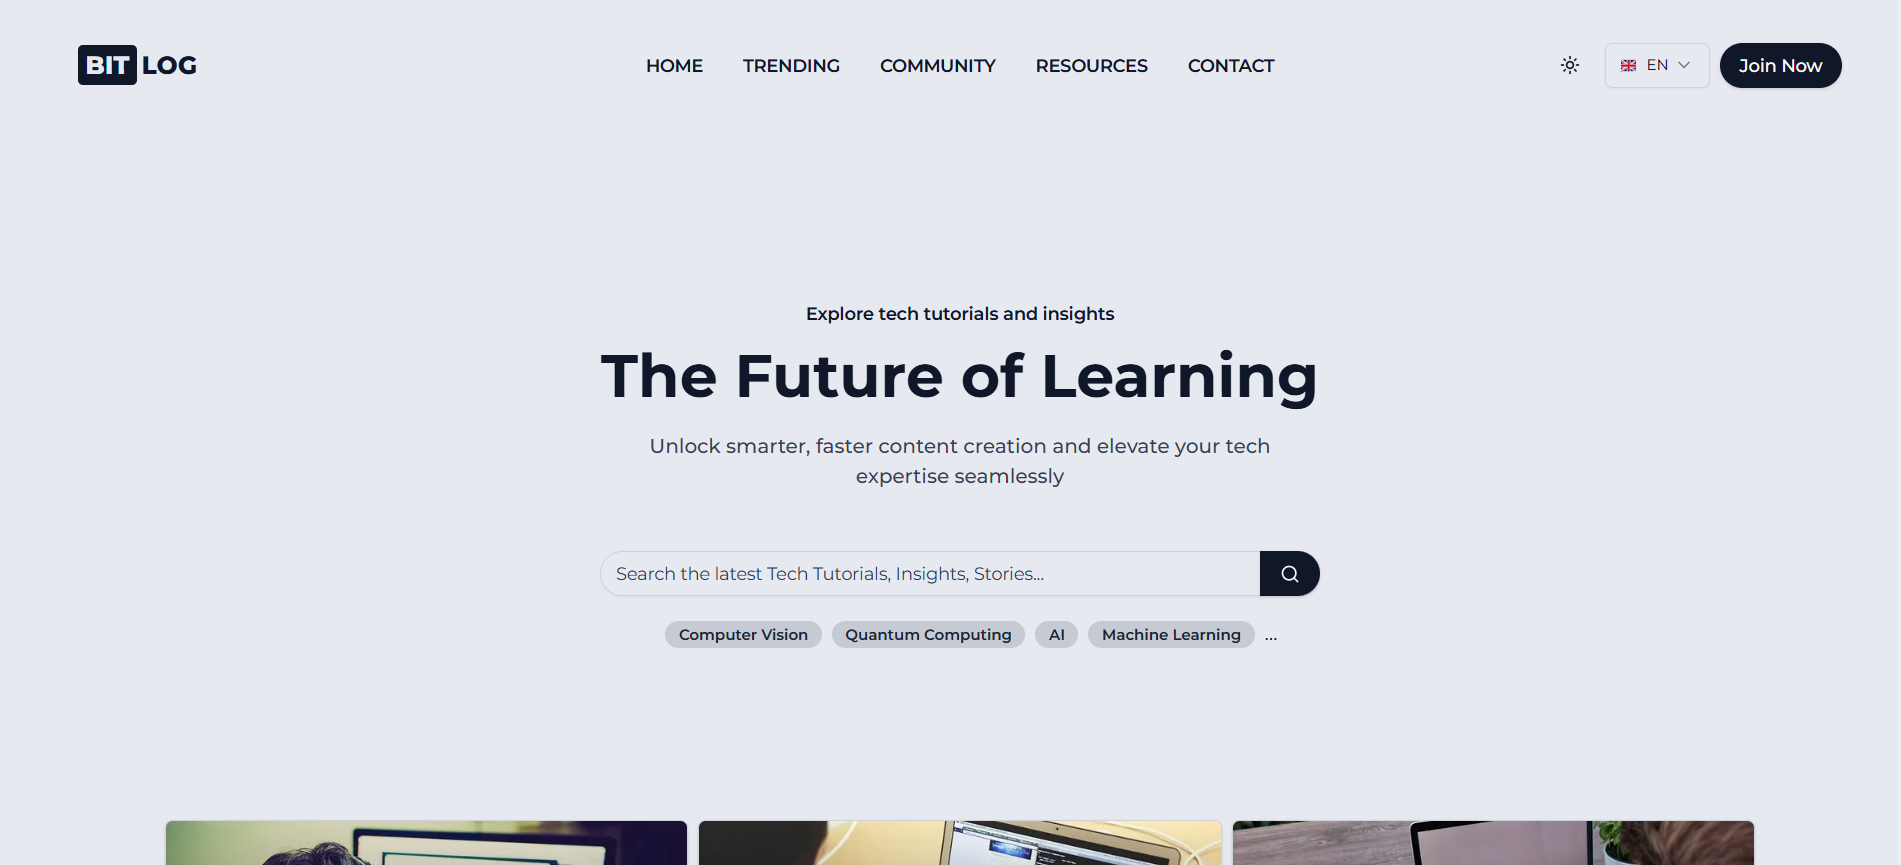 BIT LOG
HOME TRENDING COMMUNITY RESOURCES CONTACT
EN
Join Now
Explore tech tutorials and insights
The Future of Learning
Unlock smarter, faster content creation and elevate your tech
expertise seamlessly
Search the latest Tech Tutorials, Insights, Stories...
Computer Vision Quantum Computing AI Machine Learning ...